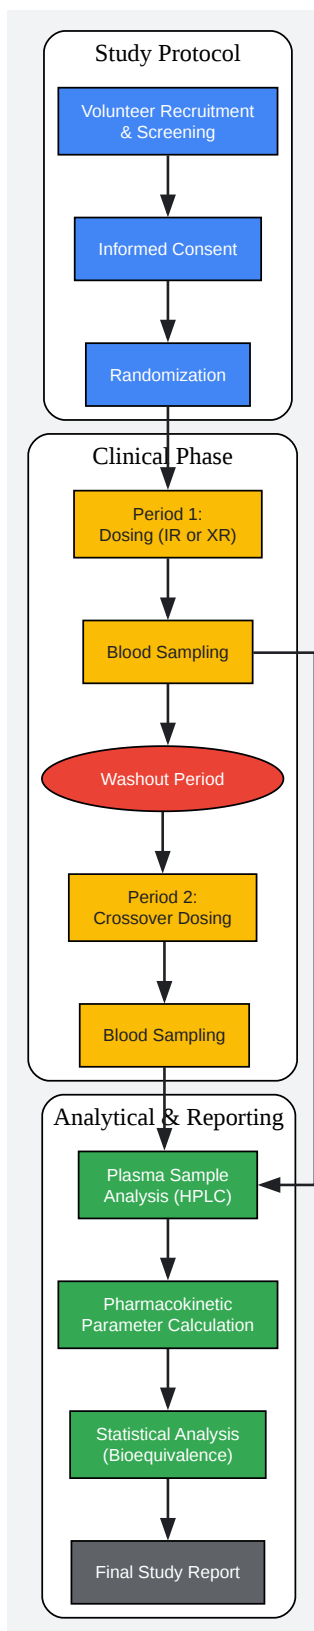 Study Protocol
Volunteer Recruitment
& Screening
Informed Consent
Randomization
Clinical Phase
Period 1:
Dosing (IR or XR)
Blood Sampling
Washout Period
Period 2:
Crossover Dosing
Blood Sampling
Analytical & Reporting
Plasma Sample
Analysis (HPLC)
Pharmacokinetic
Parameter Calculation
Statistical Analysis
(Bioequivalence)
Final Study Report